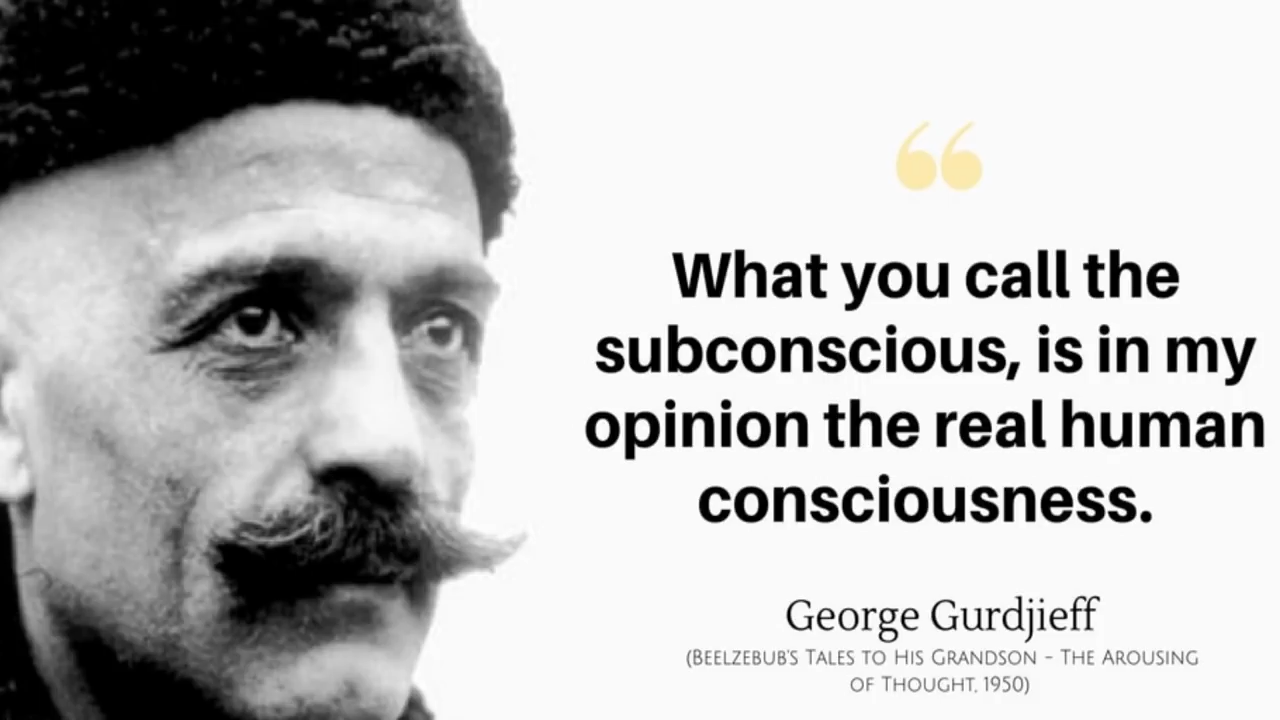 “
What you call the
subconscious, is in my
opinion the real human
consciousness.
George Gurdjieff
(Beelzebub's Tales to His Grandson – The Arousing
of Thought, 1950)